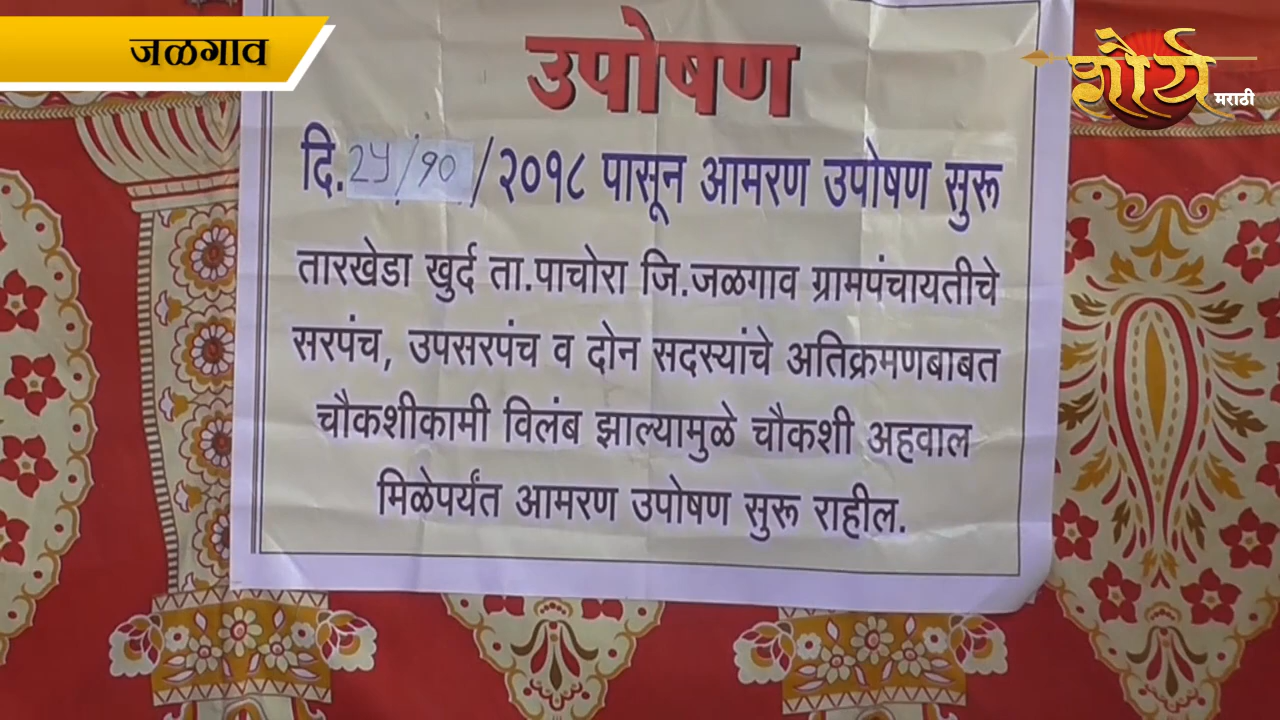 जळगाव
शौर्य
मराठी
उपोषण
दि.२५/१०/२०१८ पासून आमरण उपोषण सुरू
तारखेडा खुर्द ता.पाचोरा जि.जळगाव ग्रामपंचायतीचे
सरपंच, उपसरपंच व दोन सदस्यांचे अतिक्रमणबाबत
चौकशीकामी विलंब झाल्यामुळे चौकशी अहवाल
मिळेपर्यंत आमरण उपोषण सुरू राहील.